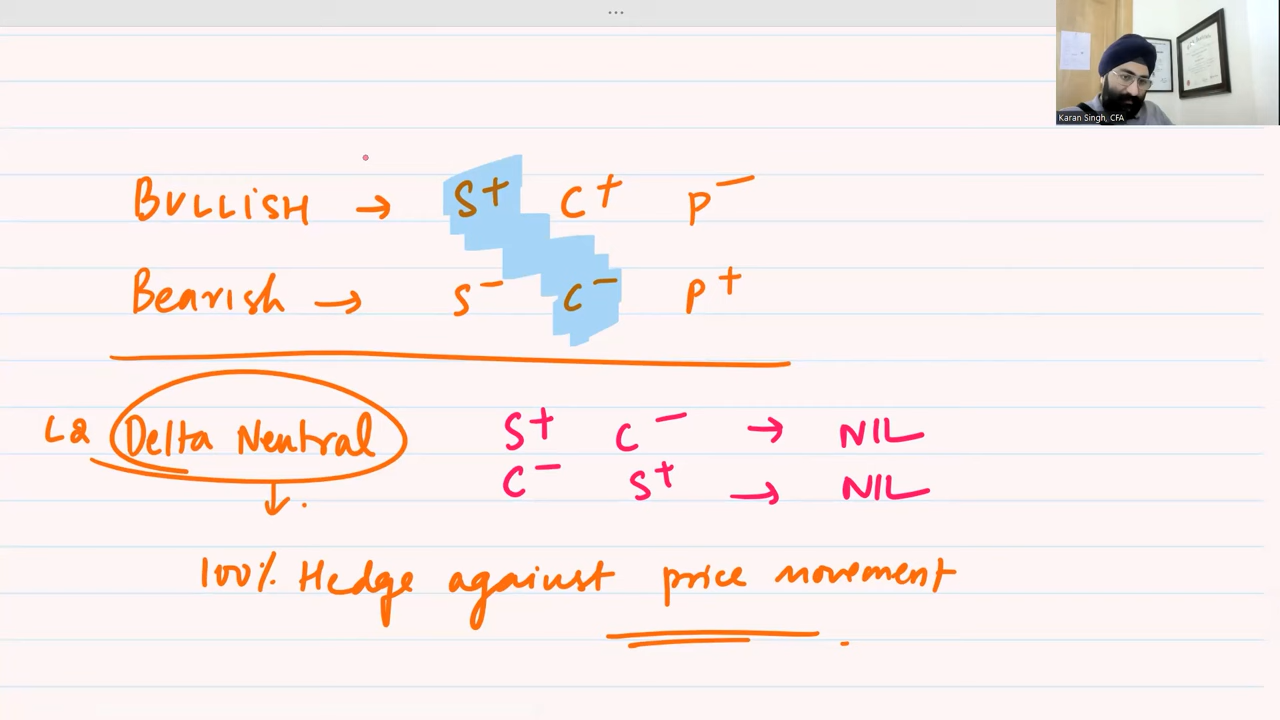 ...
Karan Singh, CFA
BULLISH → S+ C+ P−
Bearish → S− C− P+
L2 Delta Neutral S+ C− → NIL
C− S+ → NIL
↓
100% Hedge against price movement